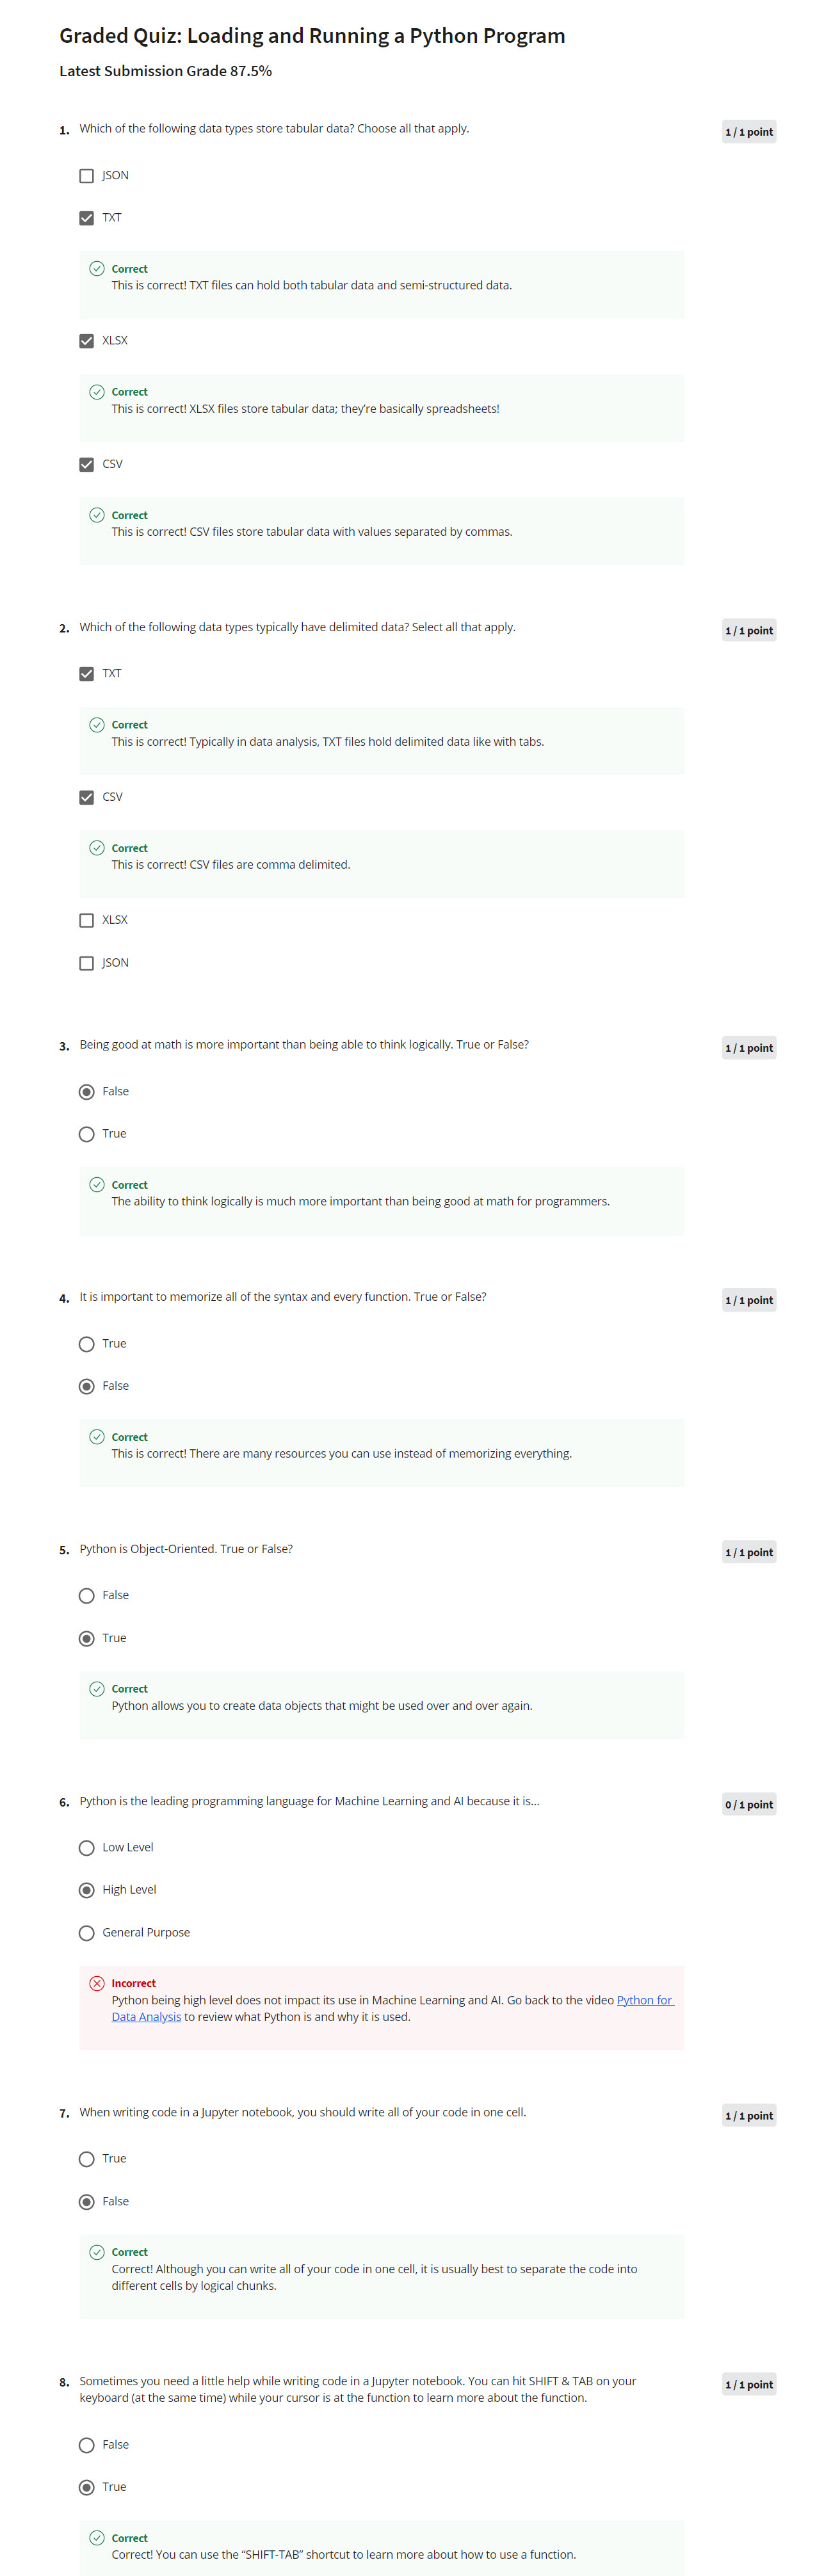 Graded Quiz: Loading and Running a Python Program
Latest Submission Grade 87.5%
1. Which of the following data types store tabular data? Choose all that apply.
1 / 1 point
JSON
TXT
Correct
This is correct! TXT files can hold both tabular data and semi-structured data.
XLSX
Correct
This is correct! XLSX files store tabular data; they're basically spreadsheets!
CSV
Correct
This is correct! CSV files store tabular data with values separated by commas.
2. Which of the following data types typically have delimited data? Select all that apply.
1 / 1 point
TXT
Correct
This is correct! Typically in data analysis, TXT files hold delimited data like with tabs.
CSV
Correct
This is correct! CSV files are comma delimited.
XLSX
JSON
3. Being good at math is more important than being able to think logically. True or False?
1 / 1 point
False
True
Correct
The ability to think logically is much more important than being good at math for programmers.
4. It is important to memorize all of the syntax and every function. True or False?
1 / 1 point
True
False
Correct
This is correct! There are many resources you can use instead of memorizing everything.
5. Python is Object-Oriented. True or False?
1 / 1 point
False
True
Correct
Python allows you to create data objects that might be used over and over again.
6. Python is the leading programming language for Machine Learning and AI because it is...
0 / 1 point
Low Level
High Level
General Purpose
Incorrect
Python being high level does not impact its use in Machine Learning and AI. Go back to the video Python for
Data Analysis to review what Python is and why it is used.
7. When writing code in a Jupyter notebook, you should write all of your code in one cell.
1 / 1 point
True
False
Correct
Correct! Although you can write all of your code in one cell, it is usually best to separate the code into
different cells by logical chunks.
8. Sometimes you need a little help while writing code in a Jupyter notebook. You can hit SHIFT & TAB on your
keyboard (at the same time) while your cursor is at the function to learn more about the function.
1 / 1 point
False
True
Correct
Correct! You can use the "SHIFT-TAB" shortcut to learn more about how to use a function.